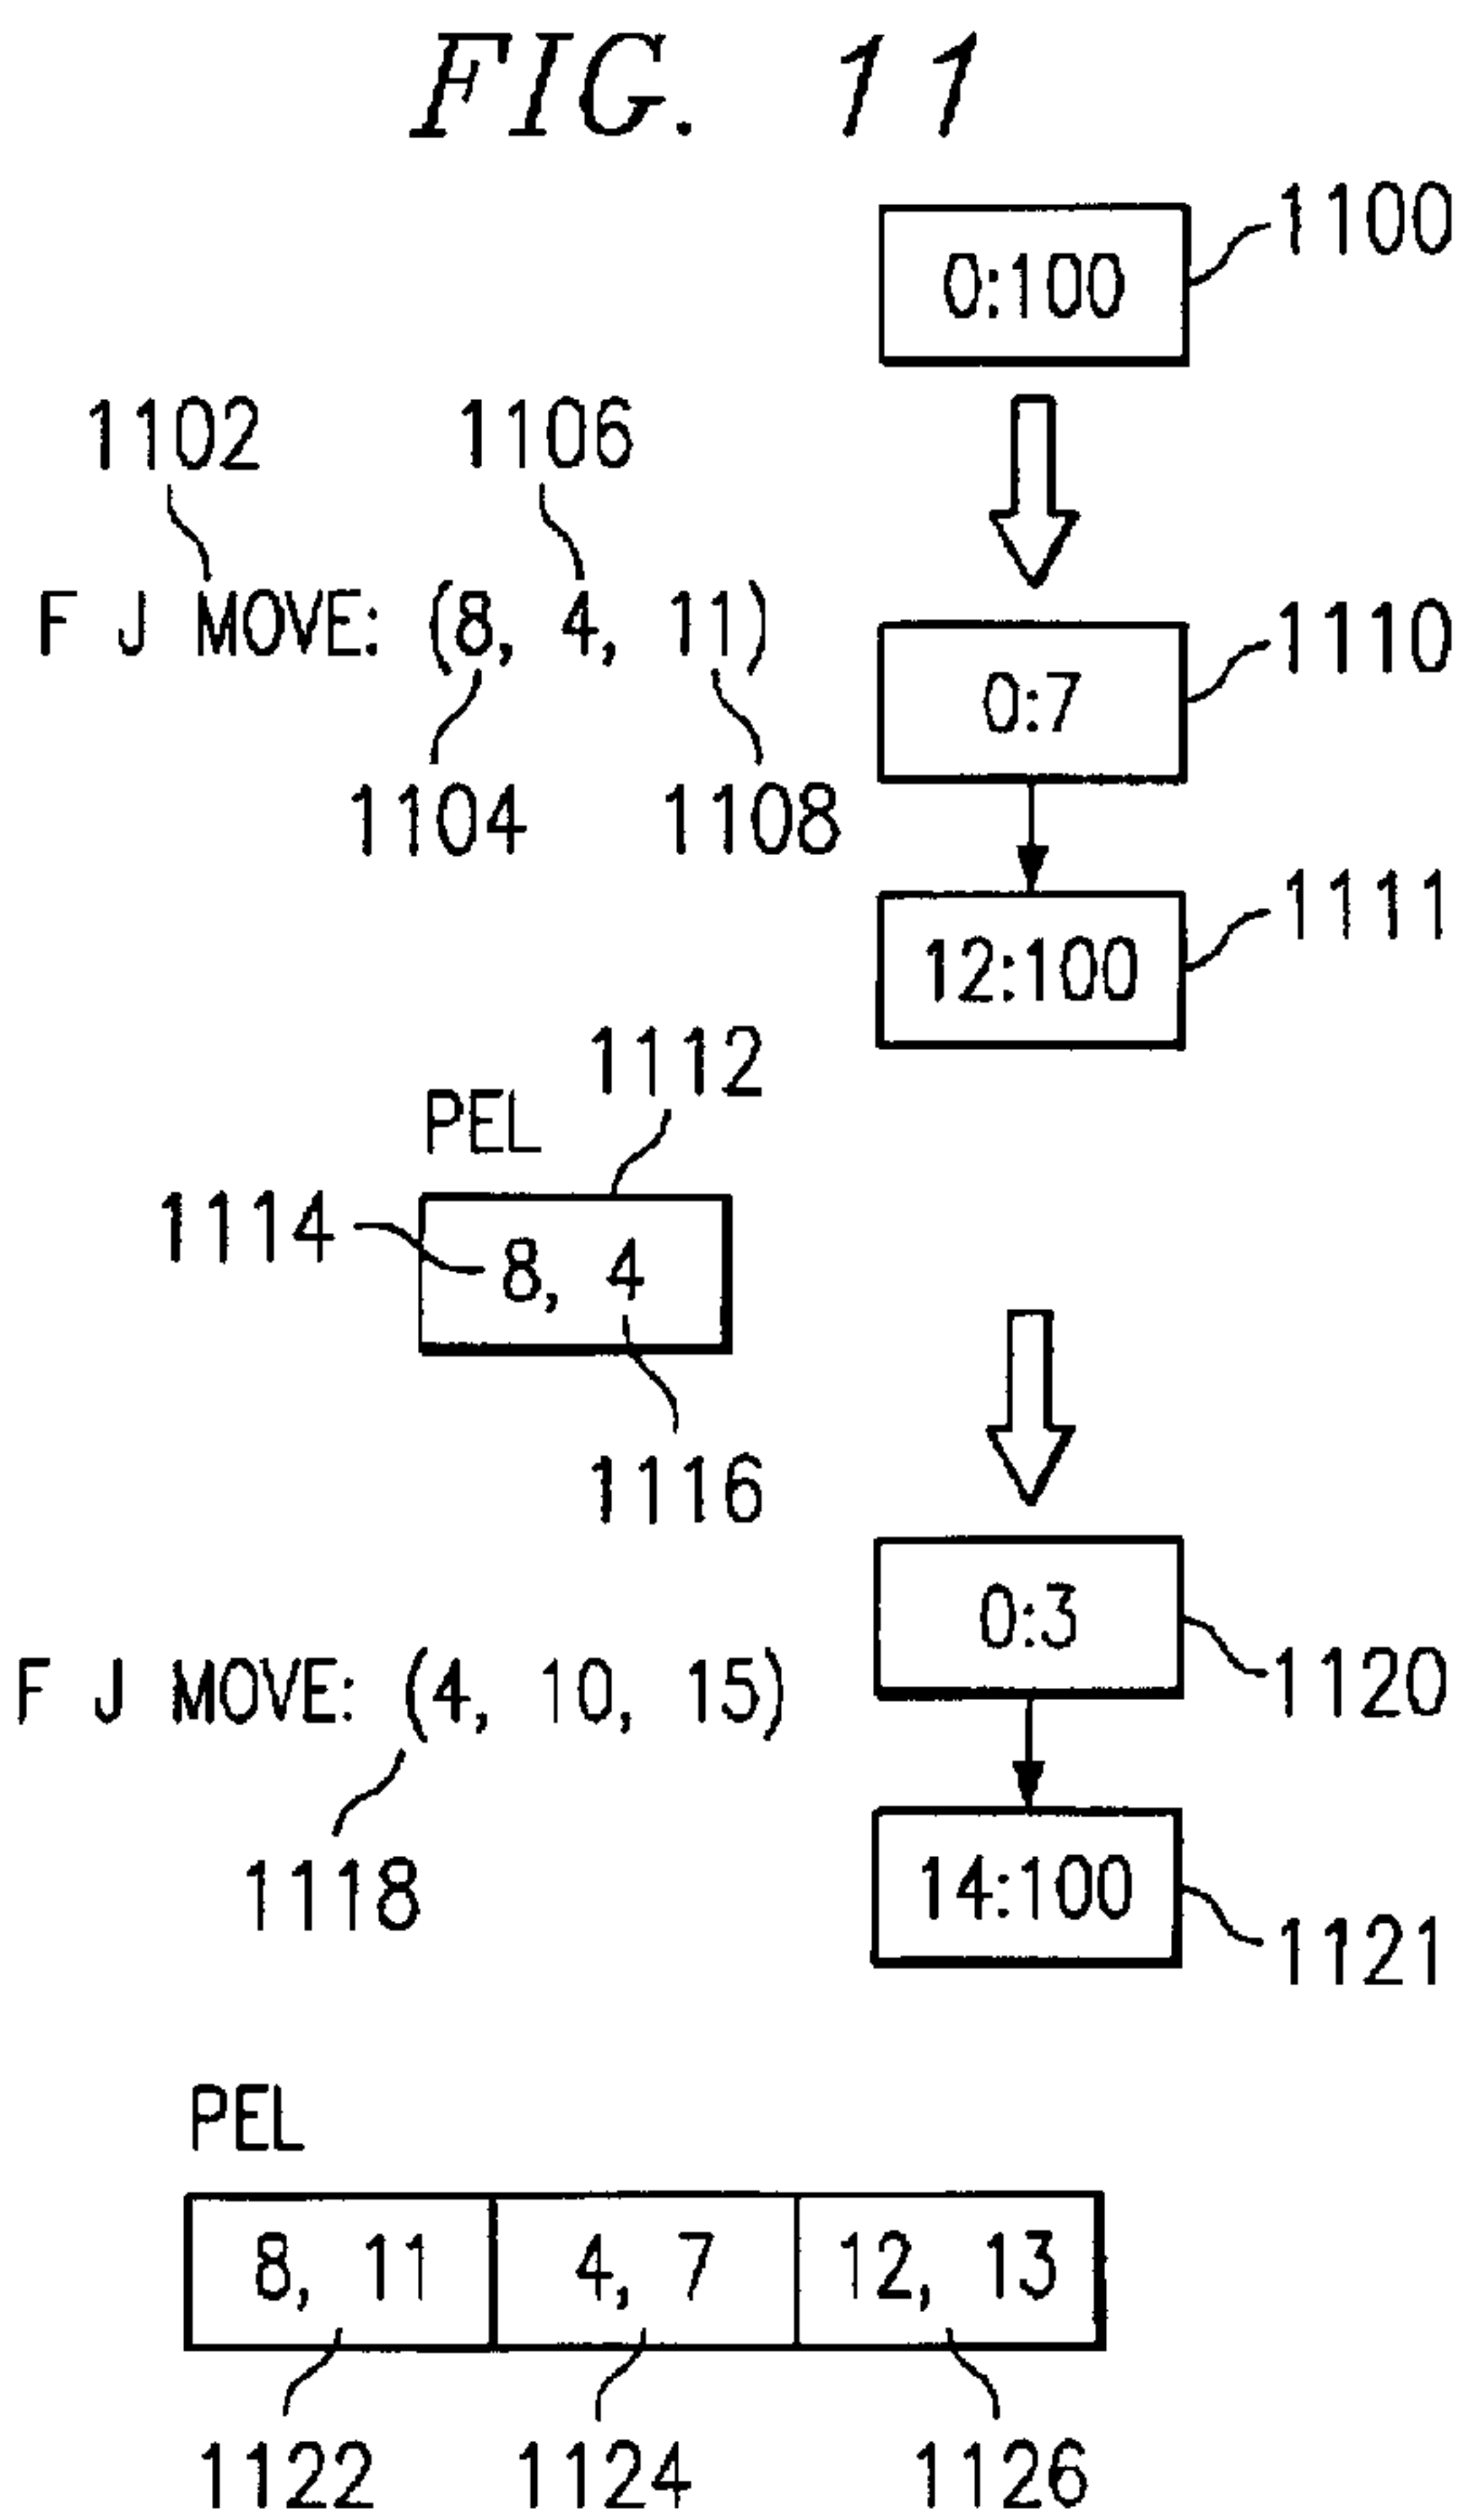 FIG. 11
1100
0:100
1102 1106
F J MOVE: (8, 4, 11)
1110
0:7
1104 1108
1111
12:100
1112
PEL
1114
8, 4
1116
0:3
1120
F J MOVE: (4, 10, 15)
1118
14:100
1121
PEL
8, 11 4, 7 12, 13
1122 1124 1126